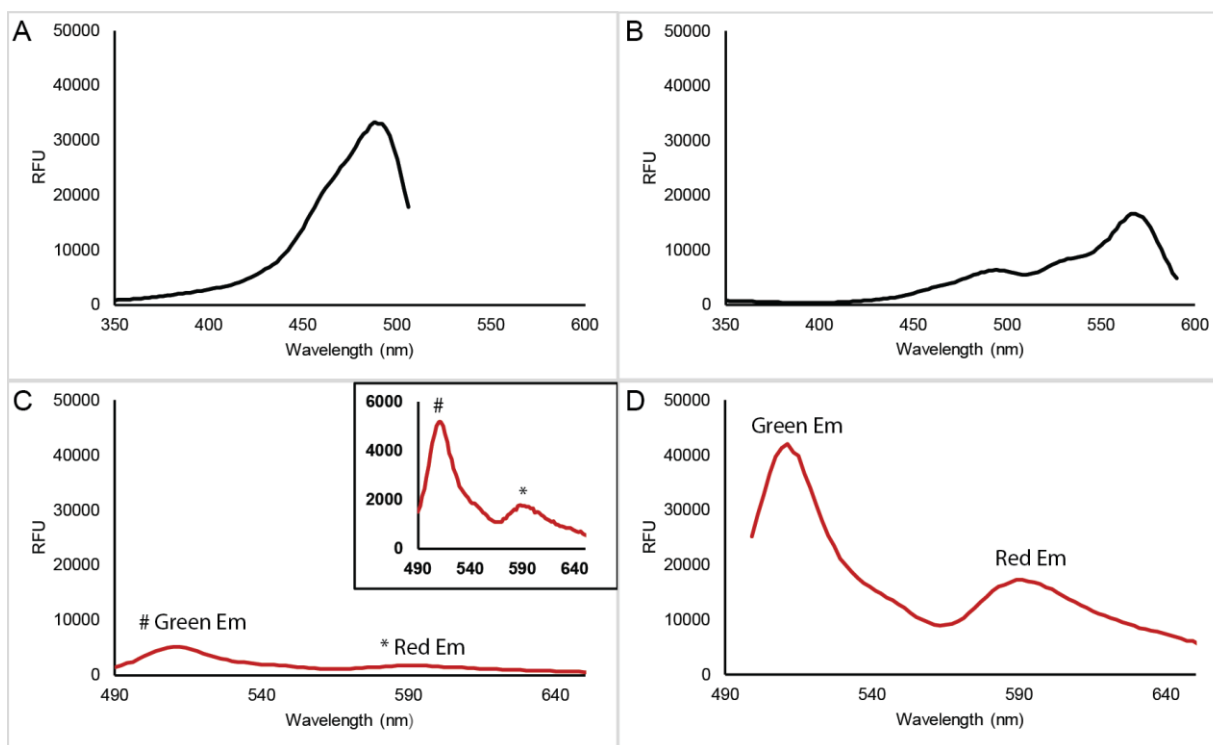 A
50000
40000
30000
20000
10000
0
RFU
350 400 450 500 550 600
Wavelength (nm)
B
50000
40000
30000
20000
10000
0
RFU
350 400 450 500 550 600
Wavelength (nm)
C
50000
40000
30000
20000
10000
0
RFU
# Green Em
* Red Em
490 540 590 640
Wavelength (nm)
6000
4000
2000
0
#
*
490 540 590 640
D
50000
40000
30000
20000
10000
0
RFU
Green Em
Red Em
490 540 590 640
Wavelength (nm)